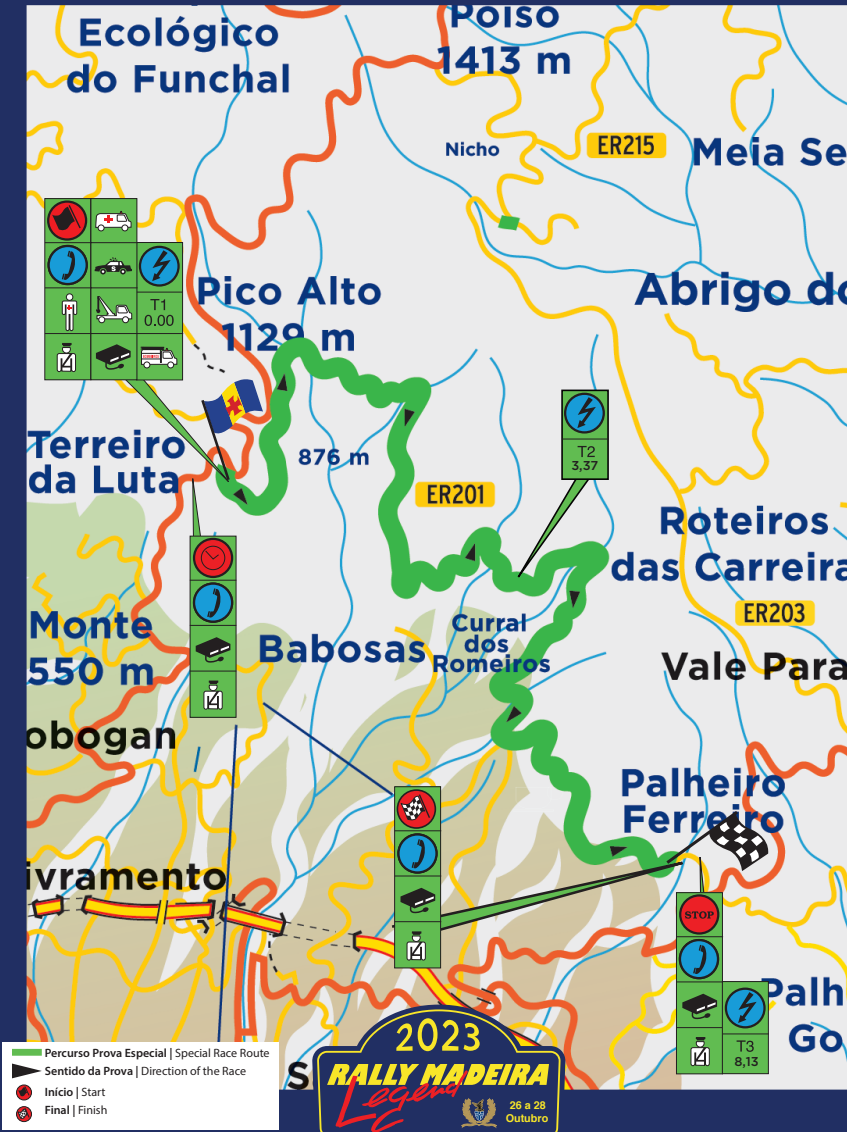 Ecológico
do Funchal
Poiso
1413 m
Nicho
ER215
Meia Se
Pico Alto
1129 m
Abrigo do
T1
0.00
Terreiro
da Luta
876 m
ER201
T2
3,37
Roteiros
das Carreira
ER203
Monte
550 m
Babosas
Curral
dos
Romeiros
Vale Para
obogan
Palheiro
Ferreiro
ivramento
STOP
T3
8,13
Palh
Go
S
Percurso Prova Especial | Special Race Route
Sentido da Prova | Direction of the Race
Início | Start
Final | Finish
2023
RALLY MADEIRA
Legend
26 a 28
Outubro